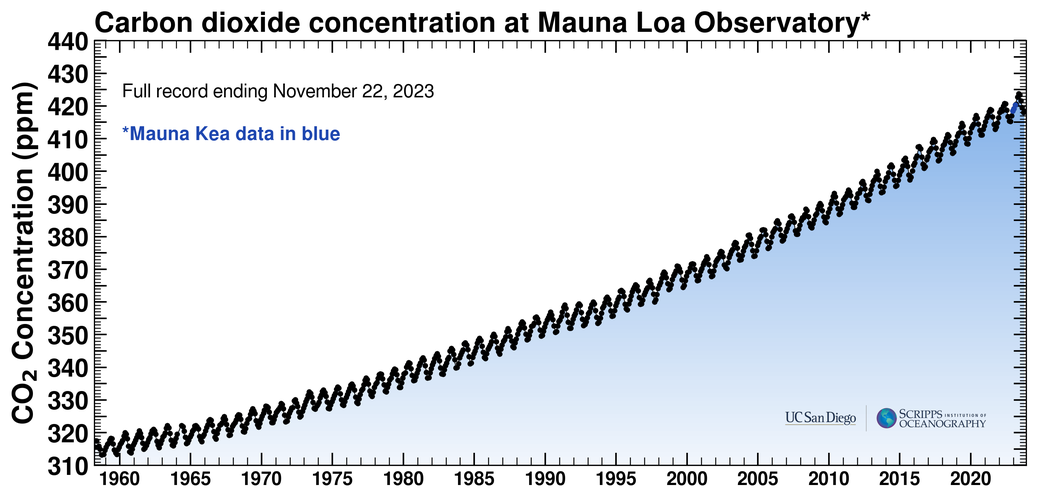 Carbon dioxide concentration at Mauna Loa Observatory*
CO₂ Concentration (ppm)
440
430
420
410
400
390
380
370
360
350
340
330
320
310
Full record ending November 22, 2023
*Mauna Kea data in blue
UC San Diego
SCRIPPS INSTITUTION OF
OCEANOGRAPHY
1960 1965 1970 1975 1980 1985 1990 1995 2000 2005 2010 2015 2020